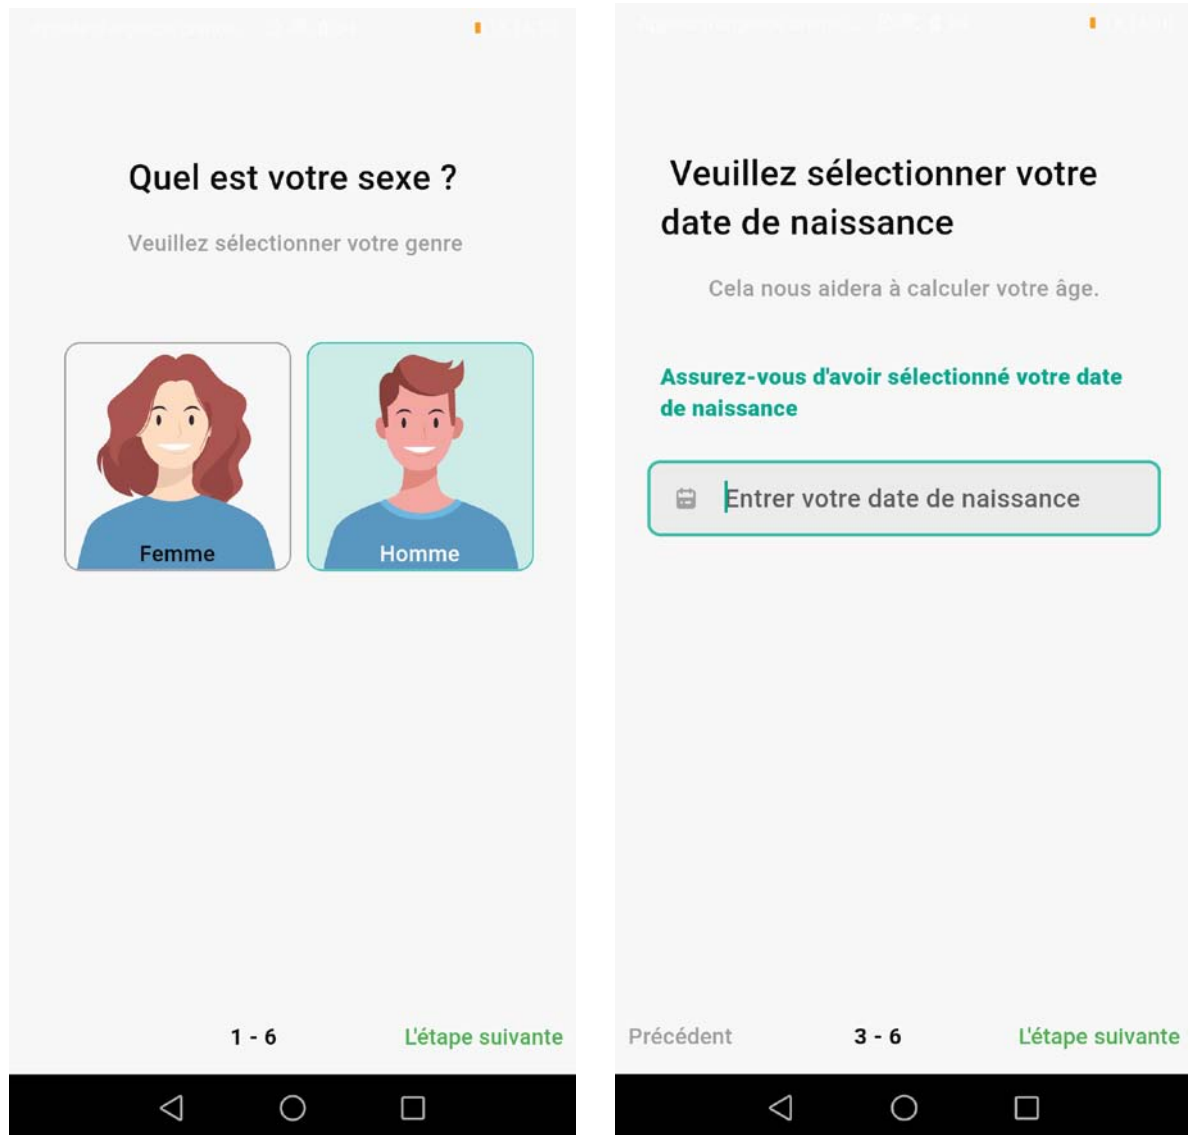 Quel est votre sexe ?
Veuillez sélectionner votre genre
Femme
Homme
1 - 6
L'étape suivante
Veuillez sélectionner votre
date de naissance
Cela nous aidera à calculer votre âge.
Assurez-vous d'avoir sélectionné votre date
de naissance
Entrer votre date de naissance
Précédent
3 - 6
L'étape suivante